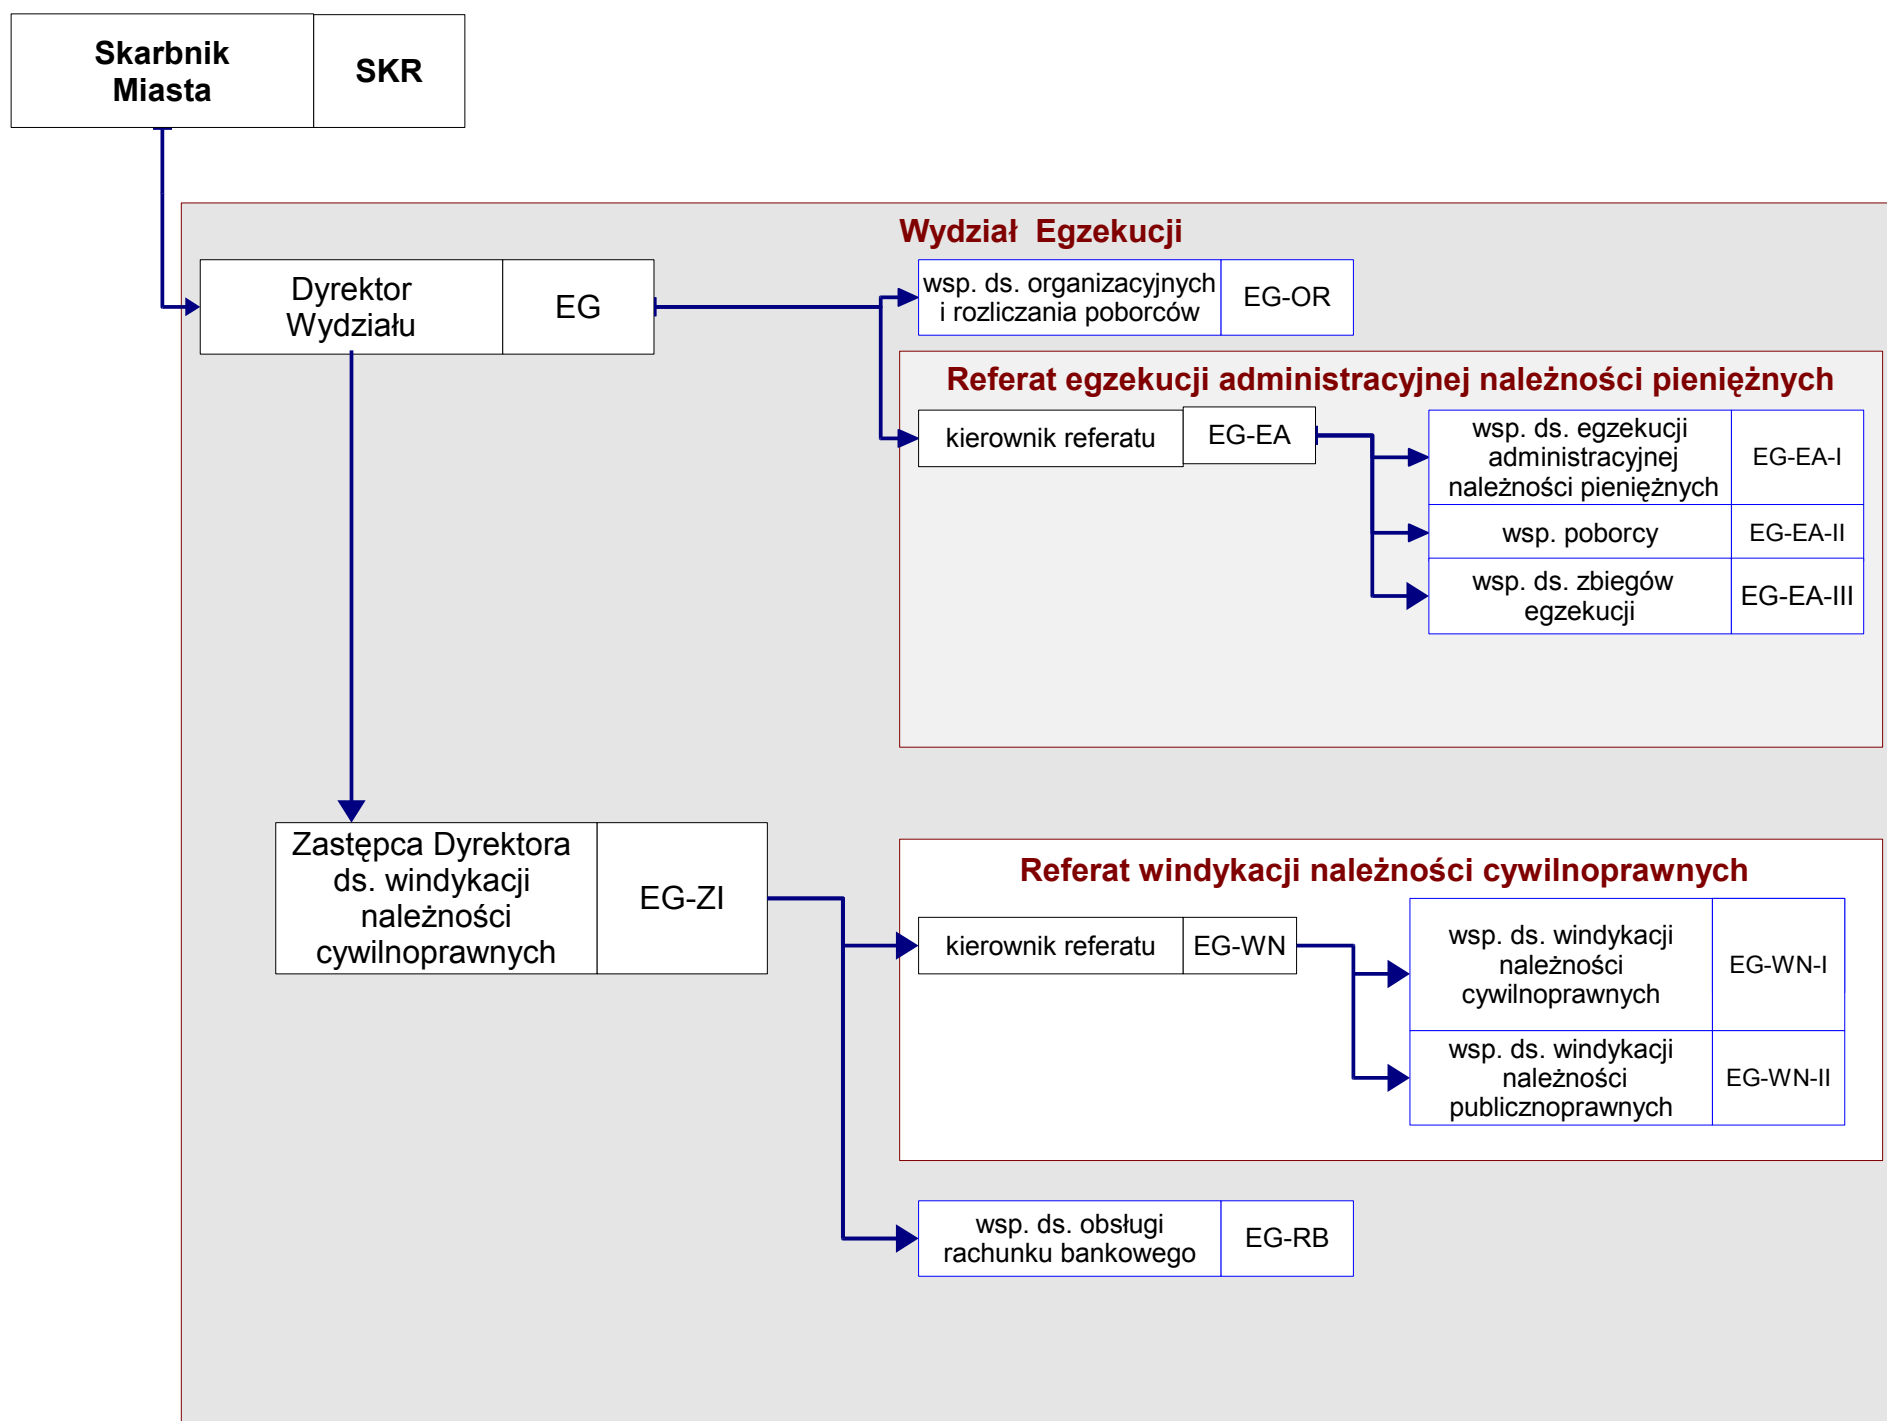 Skarbnik
Miasta
SKR
Wydział Egzekucji
Dyrektor
Wydziału
EG
wsp. ds. organizacyjnych
i rozliczania poborców
EG-OR
Referat egzekucji administracyjnej należności pieniężnych
kierownik referatu
EG-EA
wsp. ds. egzekucji
administracyjnej
należności pieniężnych
EG-EA-I
wsp. poborcy
EG-EA-II
wsp. ds. zbiegów
egzekucji
EG-EA-III
Zastępca Dyrektora
ds. windykacji
należności
cywilnoprawnych
EG-ZI
Referat windykacji należności cywilnoprawnych
kierownik referatu
EG-WN
wsp. ds. windykacji
należności
cywilnoprawnych
EG-WN-I
wsp. ds. windykacji
należności
publicznoprawnych
EG-WN-II
wsp. ds. obsługi
rachunku bankowego
EG-RB